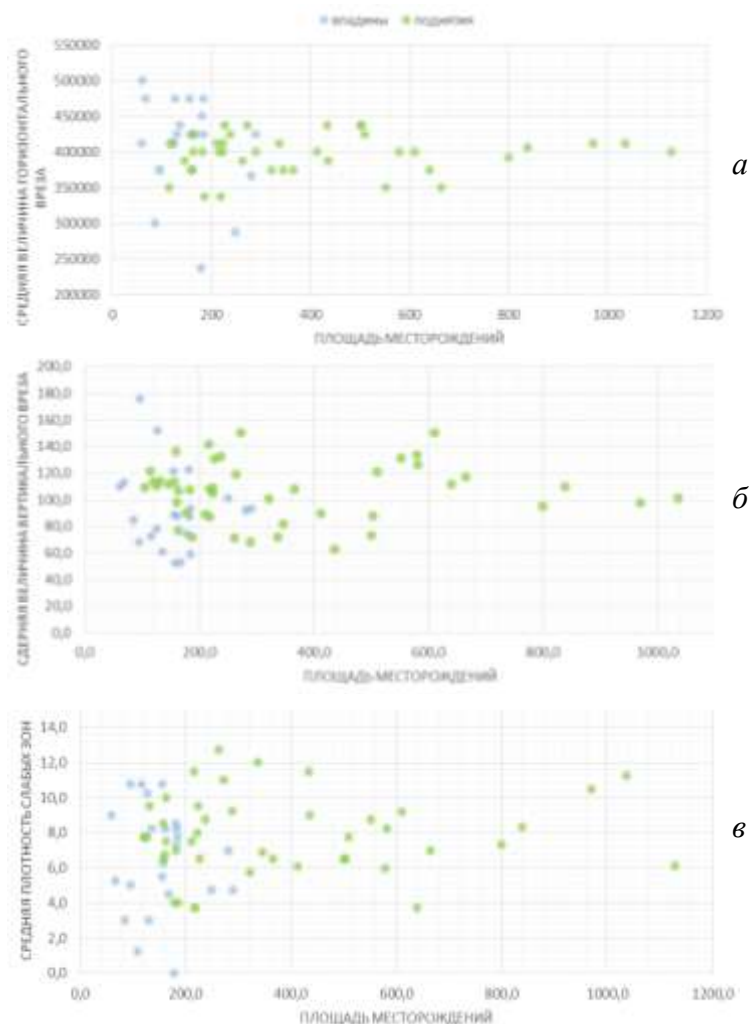 впадины поднятия
550000
500000
450000
400000
350000
300000
250000
200000
СРЕДНЯЯ ВЕЛИЧИНА ГОРИЗОНТАЛЬНОГО
ВРЕЗА
0 200 400 600 800 1000 1200
ПЛОЩАДЬ МЕСТОРОЖДЕНИЙ
а
200,0
180,0
160,0
140,0
120,0
100,0
80,0
60,0
40,0
20,0
0,0
СДЕРНЯЯ ВЕЛИЧИНА ВЕРТИКАЛЬНОГО ВРЕЗА
0,0 200,0 400,0 600,0 800,0 1000,0
ПЛОЩАДЬ МЕСТОРОЖДЕНИЙ
б
14,0
12,0
10,0
8,0
6,0
4,0
2,0
0,0
СРЕДНЯЯ ПЛОТНОСТЬ СЛАБЫХ ЗОН
0,0 200,0 400,0 600,0 800,0 1000,0 1200,0
ПЛОЩАДЬ МЕСТОРОЖДЕНИЙ
в